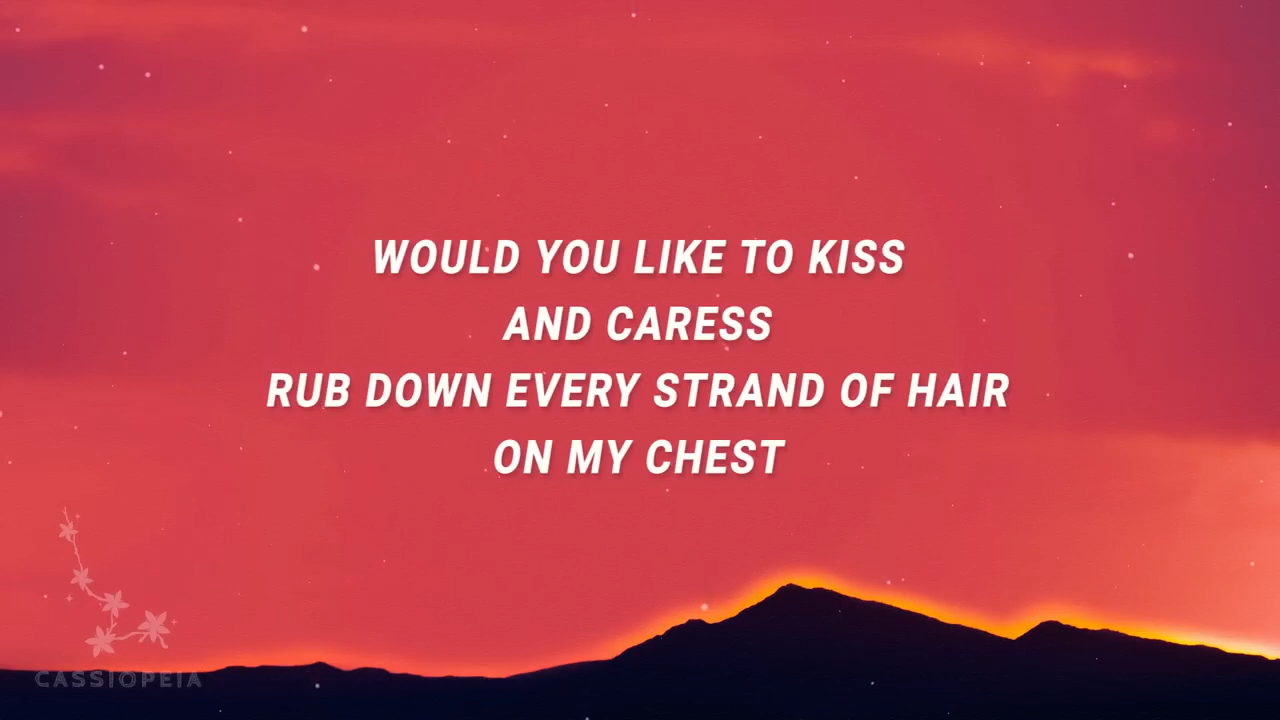 WOULD YOU LIKE TO KISS
AND CARESS
RUB DOWN EVERY STRAND OF HAIR
ON MY CHEST
CASSIOPEIA